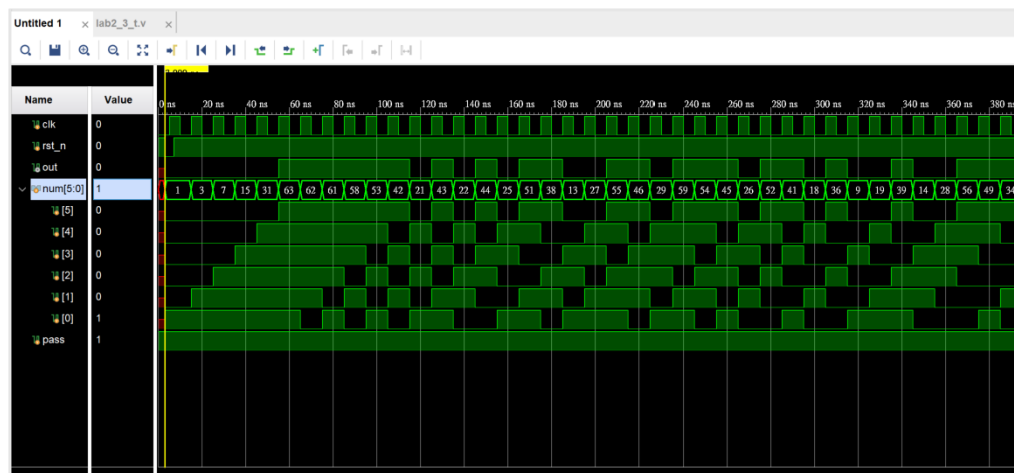 Untitled 1 × lab2_3_t.v ×
Name Value
0 ns 20 ns 40 ns 60 ns 80 ns 100 ns 120 ns 140 ns 160 ns 180 ns 200 ns 220 ns 240 ns 260 ns 280 ns 300 ns 320 ns 340 ns 360 ns 380 ns
clk 0
rst_n 0
out 0
num[5:0] 1 1 3 7 15 31 63 62 61 58 53 42 21 43 22 44 25 51 38 13 27 55 46 29 59 54 45 26 52 41 18 36 9 19 39 14 28 56 49 34
[5] 0
[4] 0
[3] 0
[2] 0
[1] 0
[0] 1
pass 1